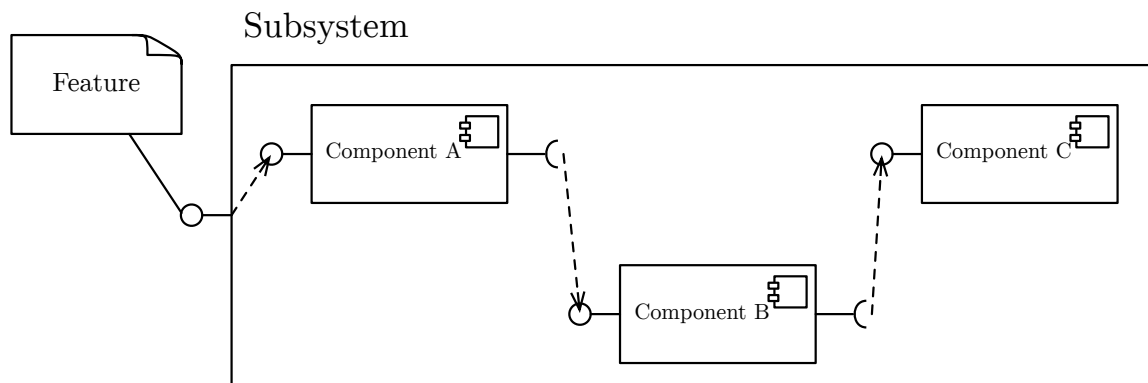 Subsystem
Feature
Component A
Component C
Component B